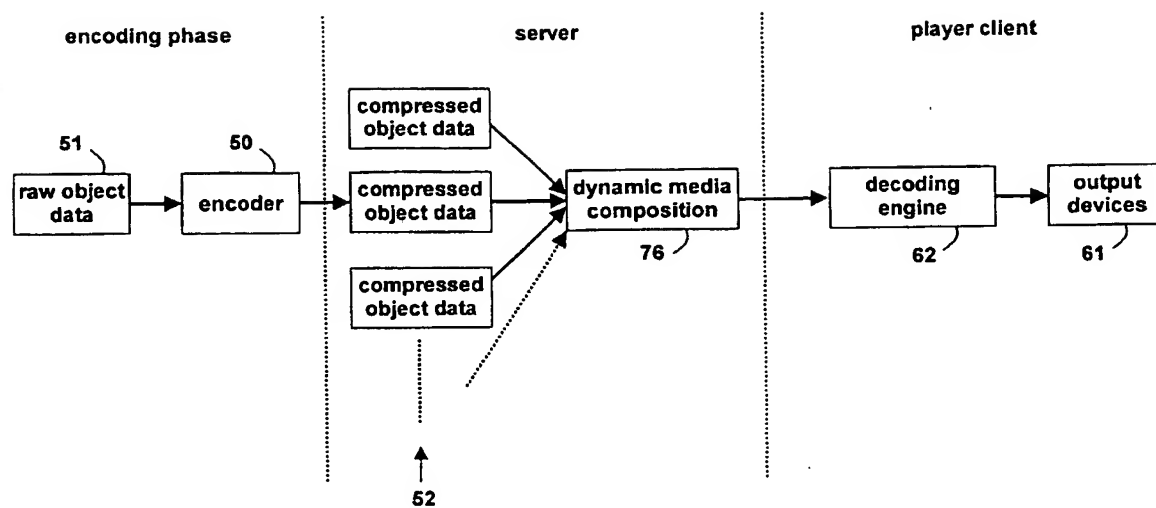 encoding phase
server
player client
51
raw object
data
50
encoder
compressed
object data
compressed
object data
compressed
object data
52
dynamic media
composition
76
decoding
engine
62
output
devices
61